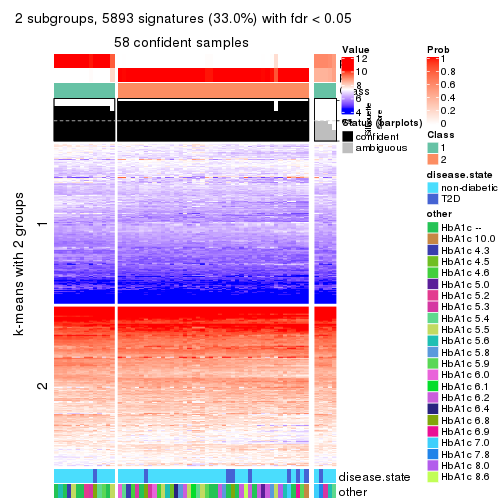 2 subgroups, 5893 signatures (33.0%) with fdr < 0.05
58 confident samples
k-means with 2 groups
1
2
Class
disease.state
other
Value
12
10
8
6
4
Status (barplots)
confident
ambiguous
Prob
1
0.8
0.6
0.4
0.2
0
Class
1
2
disease.state
non-diabetic
T2D
other
HbA1c --
HbA1c 10.0
HbA1c 4.3
HbA1c 4.5
HbA1c 4.6
HbA1c 5.0
HbA1c 5.2
HbA1c 5.3
HbA1c 5.4
HbA1c 5.5
HbA1c 5.6
HbA1c 5.8
HbA1c 5.9
HbA1c 6.0
HbA1c 6.1
HbA1c 6.2
HbA1c 6.4
HbA1c 6.8
HbA1c 6.9
HbA1c 7.0
HbA1c 7.8
HbA1c 8.0
HbA1c 8.6